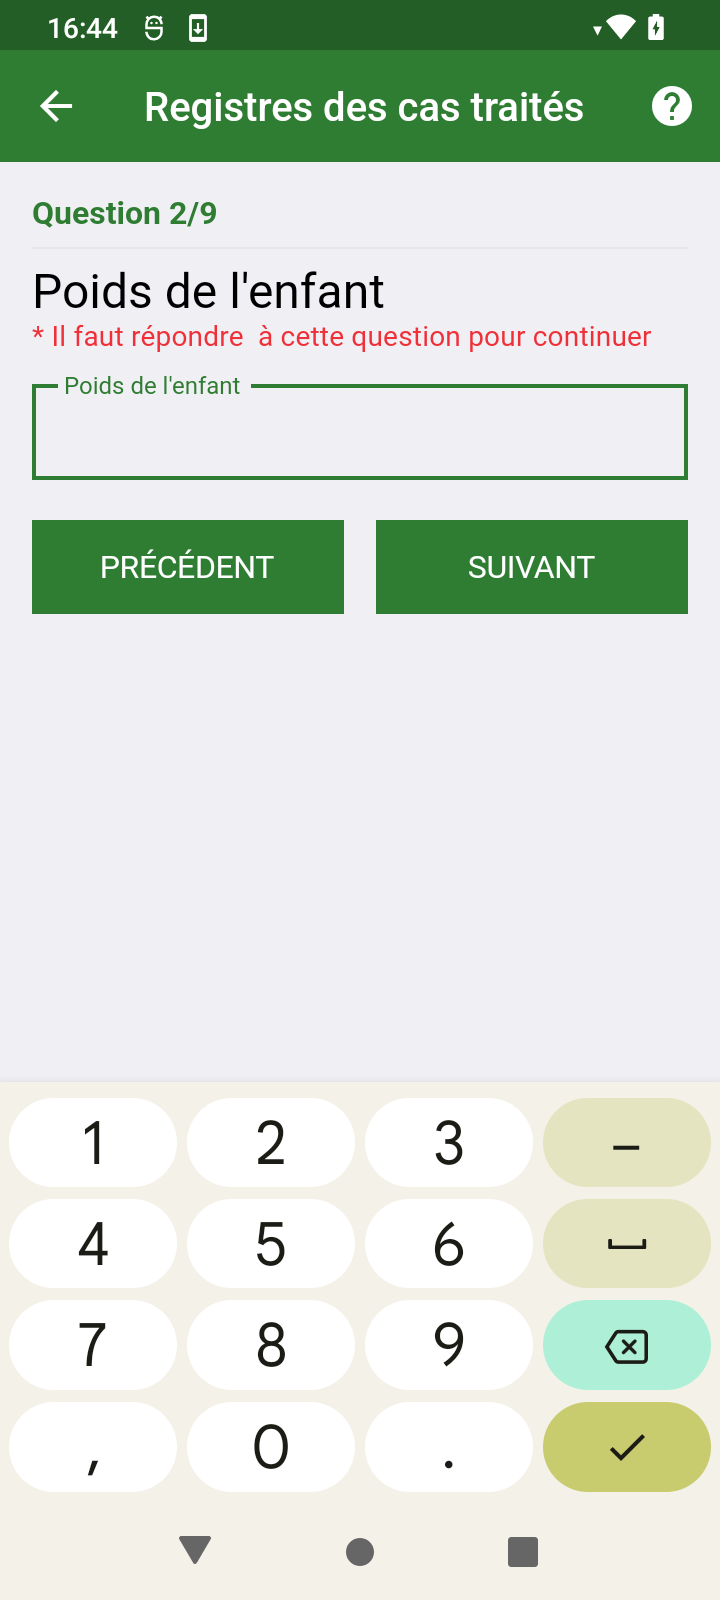 16:44
Registres des cas traités
Question 2/9
Poids de l'enfant
* Il faut répondre  à cette question pour continuer
Poids de l'enfant
PRÉCÉDENT SUIVANT
1 2 3 –
4 5 6
7 8 9
, 0 .